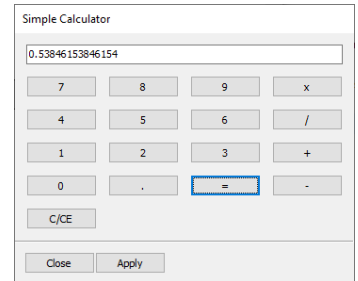 Simple Calculator
0.53846153846154
7 8 9 x
4 5 6 /
1 2 3 +
0 . = -
C/CE
Close Apply